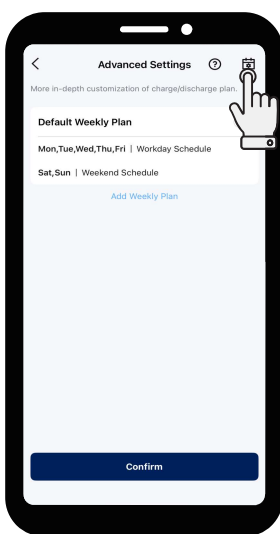 Advanced Settings
More in-depth customization of charge/discharge plan.
Default Weekly Plan
Mon,Tue,Wed,Thu,Fri | Workday Schedule
Sat,Sun | Weekend Schedule
Add Weekly Plan
Confirm